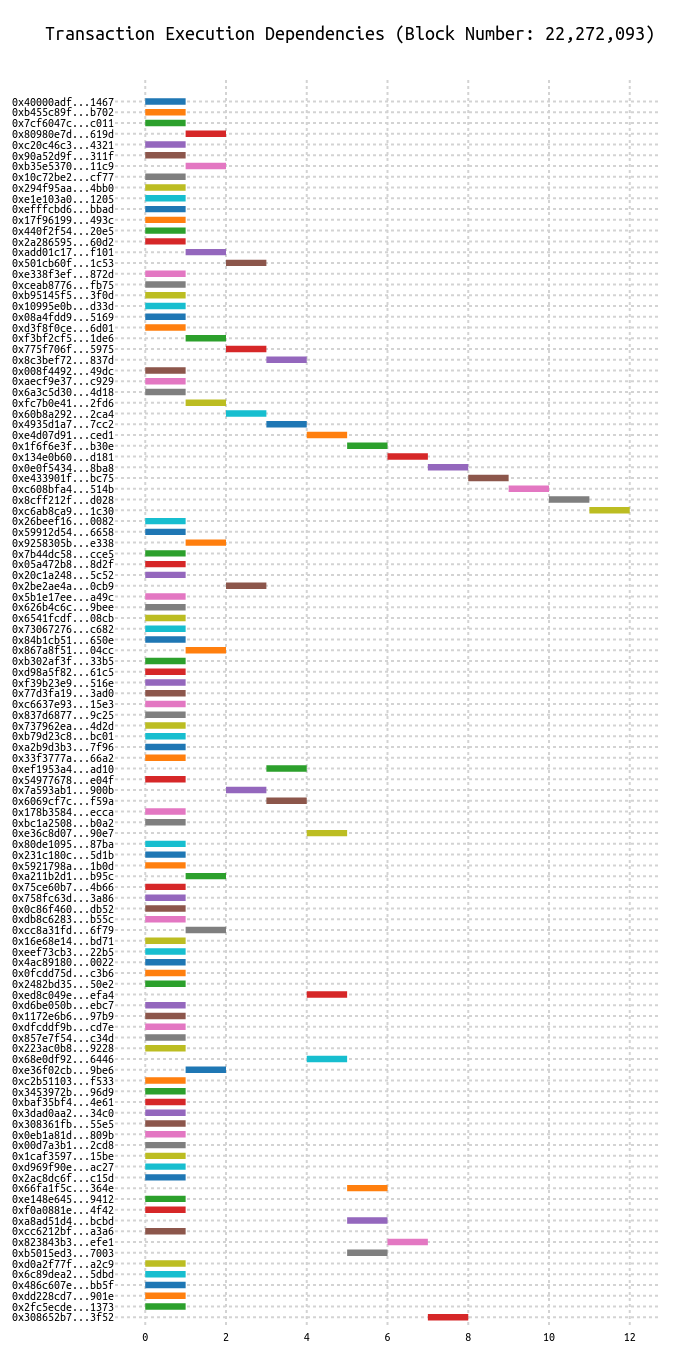 Transaction Execution Dependencies (Block Number: 22,272,093)
0x40000adf...1467
0xb455c89f...b702
0x7cf6047c...c011
0x80980e7d...619d
0xc20c46c3...4321
0x90a52d9f...311f
0xb35e5370...11c9
0x10c72be2...cf77
0x294f95aa...4bb0
0xe1e103a0...1205
0xefffcbd6...bbad
0x17f96199...493c
0x440f2f54...20e5
0x2a286595...60d2
0xadd01c17...f101
0x501cb60f...1c53
0xe338f3ef...872d
0xceab8776...fb75
0xb95145f5...3f0d
0x10995e0b...d33d
0x08a4fdd9...5169
0xd3f8f0ce...6d01
0xf3bf2cf5...1de6
0x775f706f...5975
0x8c3bef72...837d
0x008f4492...49dc
0xaecf9e37...c929
0x6a3c5d30...4d18
0xfc7b0e41...2fd6
0x60b8a292...2ca4
0x4935d1a7...7cc2
0xe4d07d91...ced1
0x1f6f6e3f...b30e
0x134e0b60...d181
0x0e0f5434...8ba8
0xe433901f...bc75
0xc608bfa4...514b
0x8cff212f...d028
0xc6ab8ca9...1c30
0x26beef16...0082
0x59912d54...6658
0x9258305b...e338
0x7b44dc58...cce5
0x05a472b8...8d2f
0x20c1a248...5c52
0x2be2ae4a...0cb9
0x5b1e17ee...a49c
0x626b4c6c...9bee
0x6541fcdf...08cb
0x73067276...c682
0x84b1cb51...650e
0x867a8f51...04cc
0xb302af3f...33b5
0xd98a5f82...61c5
0xf39b23e9...516e
0x77d3fa19...3ad0
0xc6637e93...15e3
0x837d6877...9c25
0x737962ea...4d2d
0xb79d23c8...bc01
0xa2b9d3b3...7f96
0x33f3777a...66a2
0xef1953a4...ad10
0x54977678...e04f
0x7a593ab1...900b
0x6069cf7c...f59a
0x178b3584...ecca
0xbc1a2508...b0a2
0xe36c8d07...90e7
0x80de1095...87ba
0x231c180c...5d1b
0x5921798a...1b0d
0xa211b2d1...b95c
0x75ce60b7...4b66
0x758fc63d...3a86
0x0c86f460...db52
0xdb8c6283...b55c
0xcc8a31fd...6f79
0x16e68e14...bd71
0xeef73cb3...22b5
0x4ac89180...0022
0x0fcdd75d...c3b6
0x2482bd35...50e2
0xed8c049e...efa4
0xd6be050b...ebc7
0x1172e6b6...97b9
0xdfcddf9b...cd7e
0x857e7f54...c34d
0x223ac0b8...9228
0x68e0df92...6446
0xe36f02cb...9be6
0xc2b51103...f533
0x3453972b...96d9
0xbaf35bf4...4e61
0x3dad0aa2...34c0
0x308361fb...55e5
0x0eb1a81d...809b
0x00d7a3b1...2cd8
0x1caf3597...15be
0xd969f90e...ac27
0x2ac8dc6f...c15d
0x66fa1f5c...364e
0xe148e645...9412
0xf0a0881e...4f42
0xa8ad51d4...bcbd
0xcc6212bf...a3a6
0x823843b3...efe1
0xb5015ed3...7003
0xd0a2f77f...a2c9
0x6c89dea2...5dbd
0x486c607e...bb5f
0xdd228cd7...901e
0x2fc5ecde...1373
0x308652b7...3f52
0 2 4 6 8 10 12